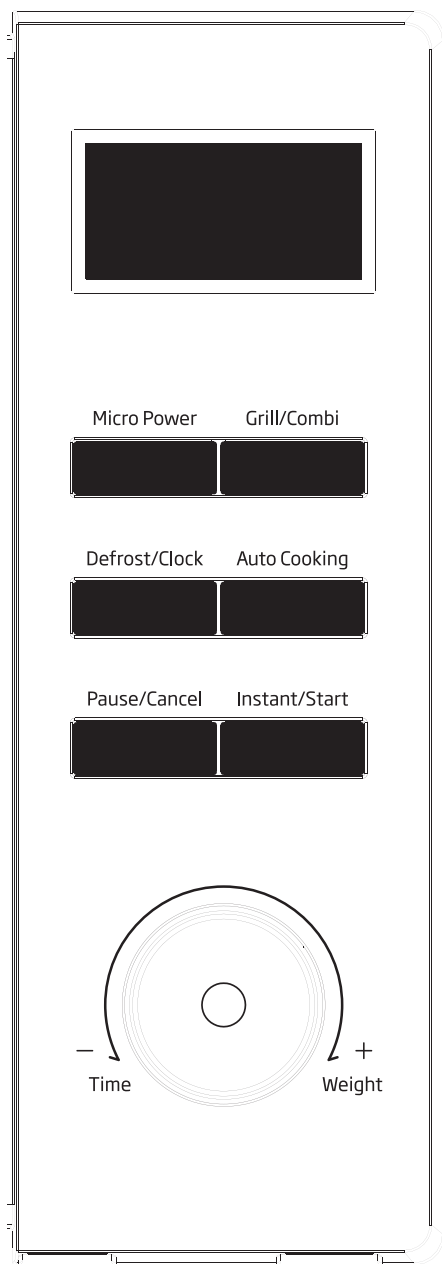 Micro Power Grill/Combi
Defrost/Clock Auto Cooking
Pause/Cancel Instant/Start
− +
Time Weight